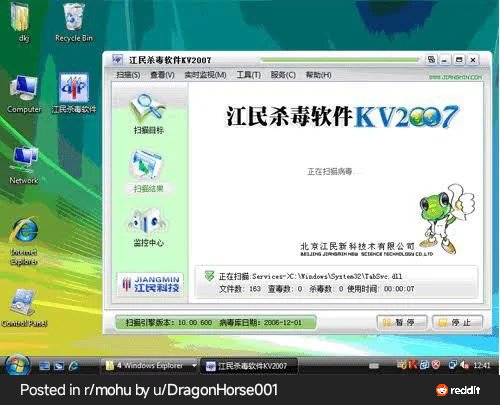 dkj
Recycle Bin
Computer
江民杀毒软件
Network
Internet
Explorer
Control Panel
江民杀毒软件KV2007
扫描(S) 查看(V) 实时监视(M) 工具(T) 服务(C) 帮助(H)
WWW.JIANGMIN.COM
扫描目标
扫描结果
监控中心
JIANGMIN
江民科技
江民杀毒软件KV2007
正在扫描病毒...
北京江民新科技术有限公司
BEIJING JIANGMIN NEW SCIENCE TECHNOLOGY CO.LTD
正在扫描:Services->C:\Windows\System32\TabSvc.dll
文件数: 163 查毒数: 0 杀毒数: 0 使用时间: 00:00:07
扫描引擎版本: 10.00.600 病毒库日期: 2006-12-01
暂停
停止
4 Windows Explorer
江民杀毒软件KV2007
12:41
Posted in r/mohu by u/DragonHorse001
reddit